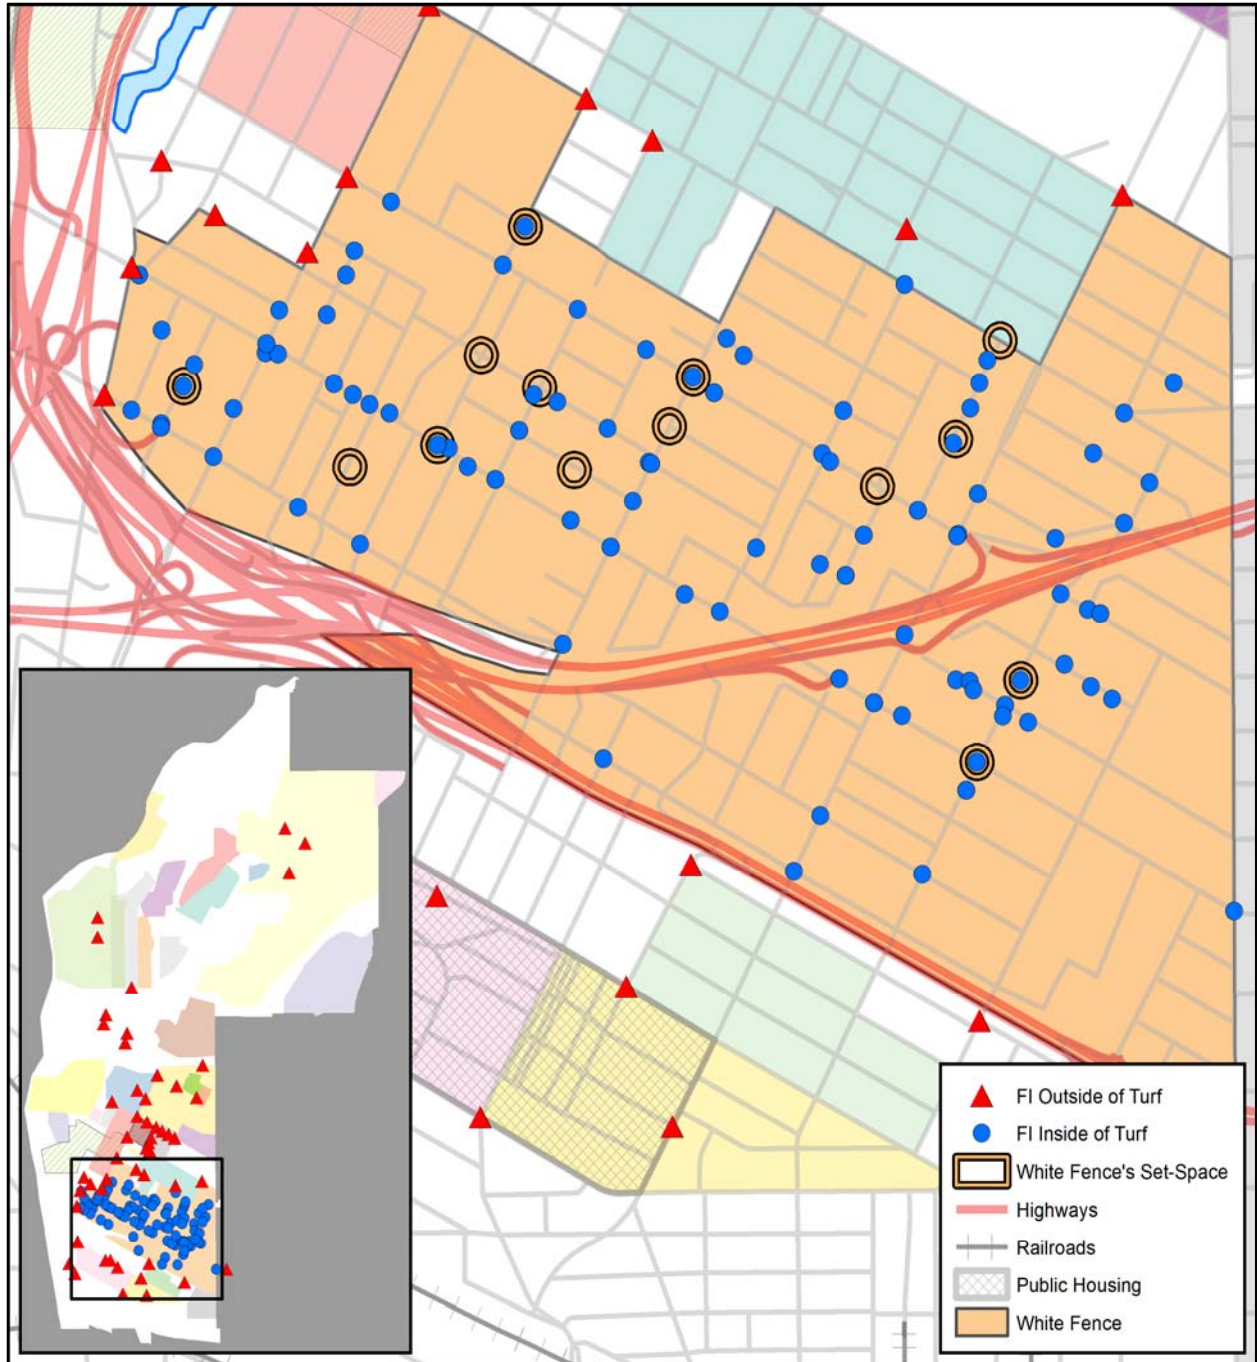 FI Outside of Turf
FI Inside of Turf
White Fence's Set-Space
Highways
Railroads
Public Housing
White Fence